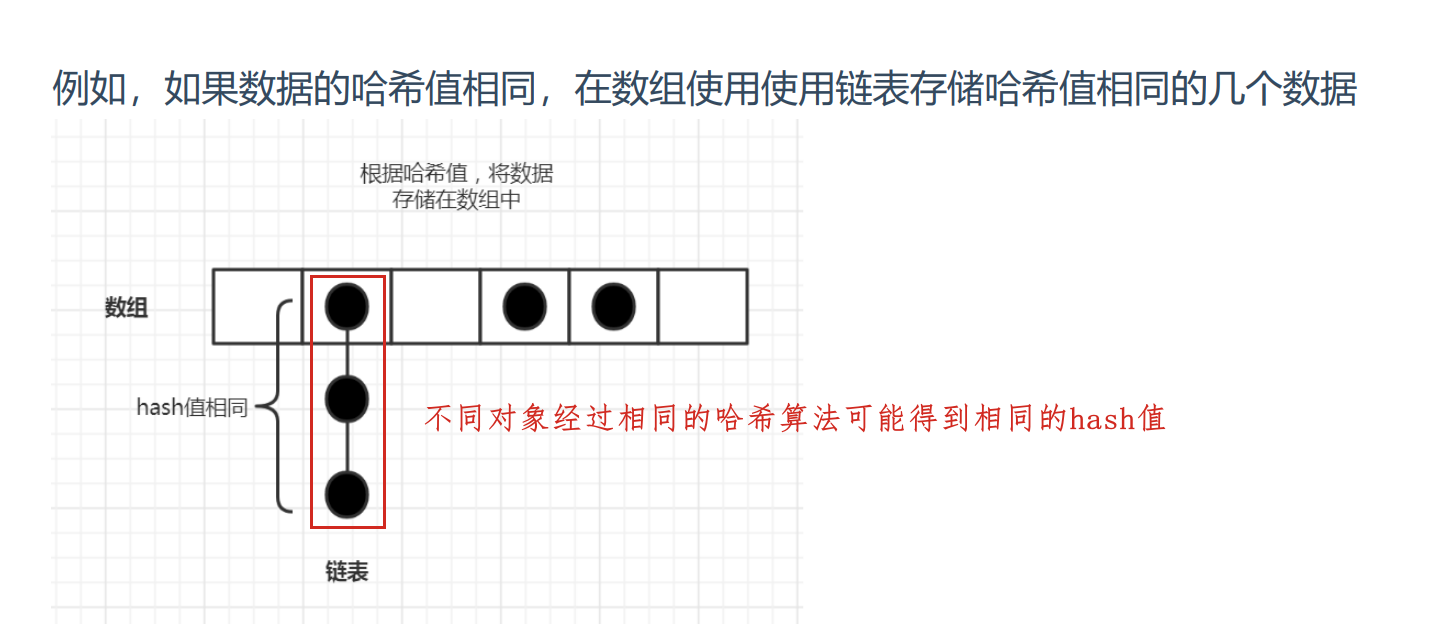 例如，如果数据的哈希值相同，在数组使用使用链表存储哈希值相同的几个数据
根据哈希值，将数据
存储在数组中
数组
hash值相同
不同对象经过相同的哈希算法可能得到相同的hash值
链表